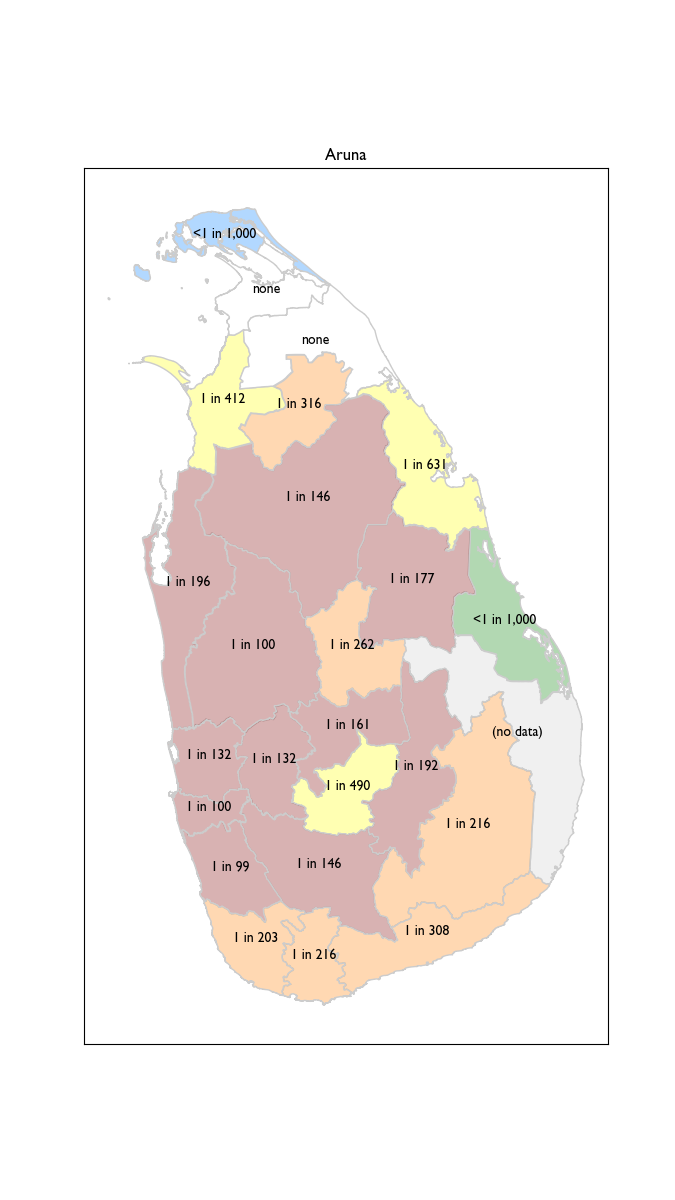 Aruna
<1 in 1,000
none
none
1 in 412
1 in 316
1 in 631
1 in 146
1 in 177
1 in 196
<1 in 1,000
1 in 100
1 in 262
1 in 161
(no data)
1 in 132
1 in 132
1 in 192
1 in 490
1 in 100
1 in 216
1 in 146
1 in 99
1 in 308
1 in 203
1 in 216